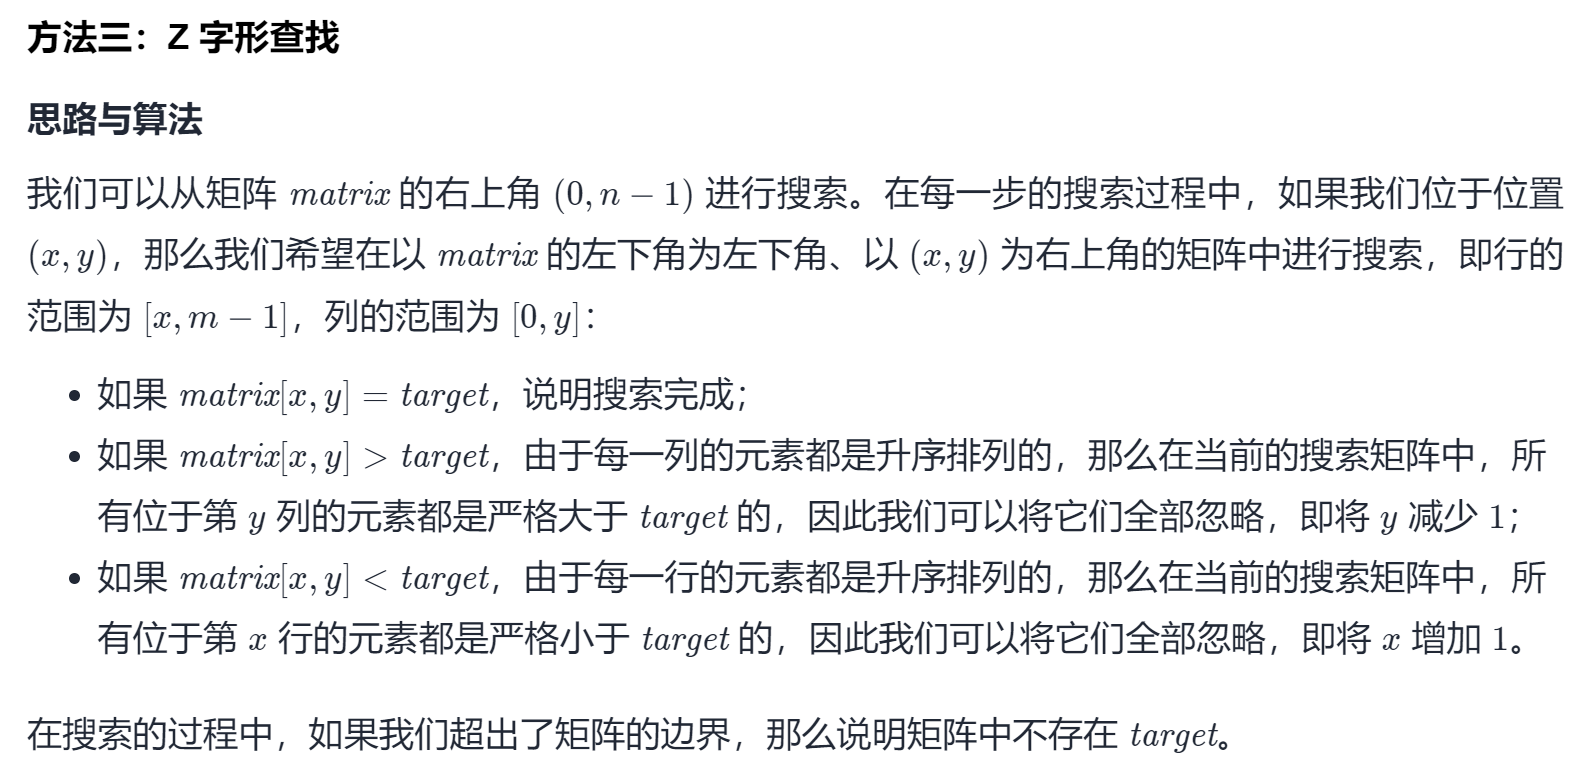 方法三：Z 字形查找
思路与算法
我们可以从矩阵 matrix 的右上角 (0, n − 1) 进行搜索。在每一步的搜索过程中，如果我们位于位置
(x, y)，那么我们希望在以 matrix 的左下角为左下角、以 (x, y) 为右上角的矩阵中进行搜索，即行的
范围为 [x, m − 1]，列的范围为 [0, y]：
• 如果 matrix[x, y] = target，说明搜索完成；
• 如果 matrix[x, y] > target，由于每一列的元素都是升序排列的，那么在当前的搜索矩阵中，所
有位于第 y 列的元素都是严格大于 target 的，因此我们可以将它们全部忽略，即将 y 减少 1；
• 如果 matrix[x, y] < target，由于每一行的元素都是升序排列的，那么在当前的搜索矩阵中，所
有位于第 x 行的元素都是严格小于 target 的，因此我们可以将它们全部忽略，即将 x 增加 1。
在搜索的过程中，如果我们超出了矩阵的边界，那么说明矩阵中不存在 target。